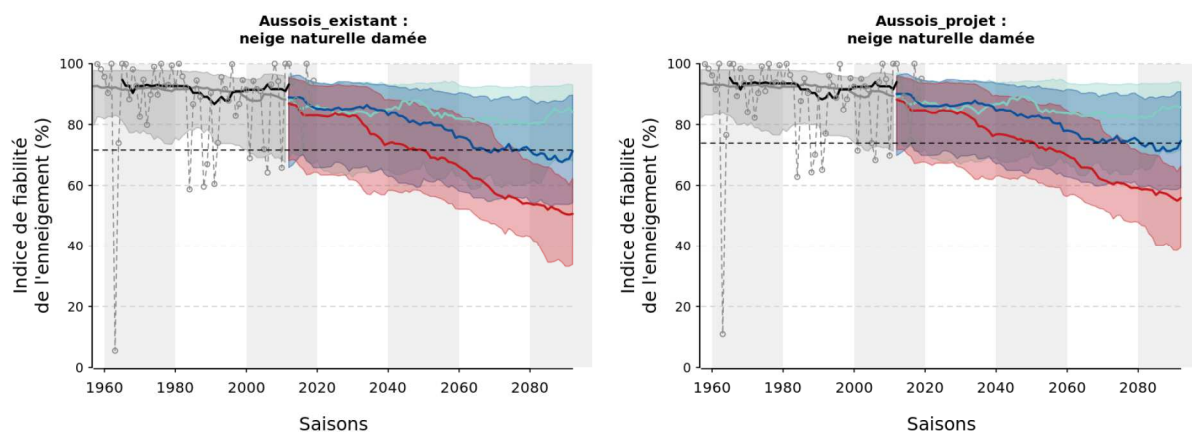 Aussois_existant :
neige naturelle damée
Indice de fiabilité
de l'enneigement (%)
100
80
60
40
20
0
1960 1980 2000 2020 2040 2060 2080
Saisons
Aussois_projet :
neige naturelle damée
Indice de fiabilité
de l'enneigement (%)
100
80
60
40
20
0
1960 1980 2000 2020 2040 2060 2080
Saisons